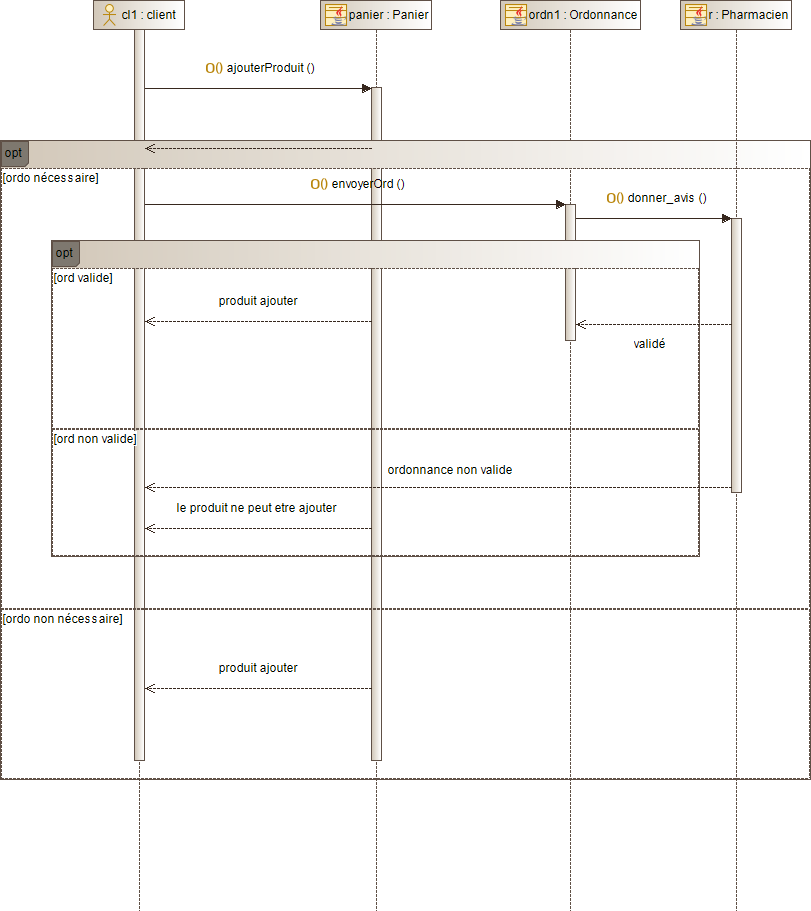 cl1 : client
panier : Panier
ordn1 : Ordonnance
r : Pharmacien
O() ajouterProduit ()
opt
[ordo nécessaire]
O() envoyerOrd ()
O() donner_avis ()
opt
[ord valide]
produit ajouter
validé
[ord non valide]
ordonnance non valide
le produit ne peut etre ajouter
[ordo non nécessaire]
produit ajouter